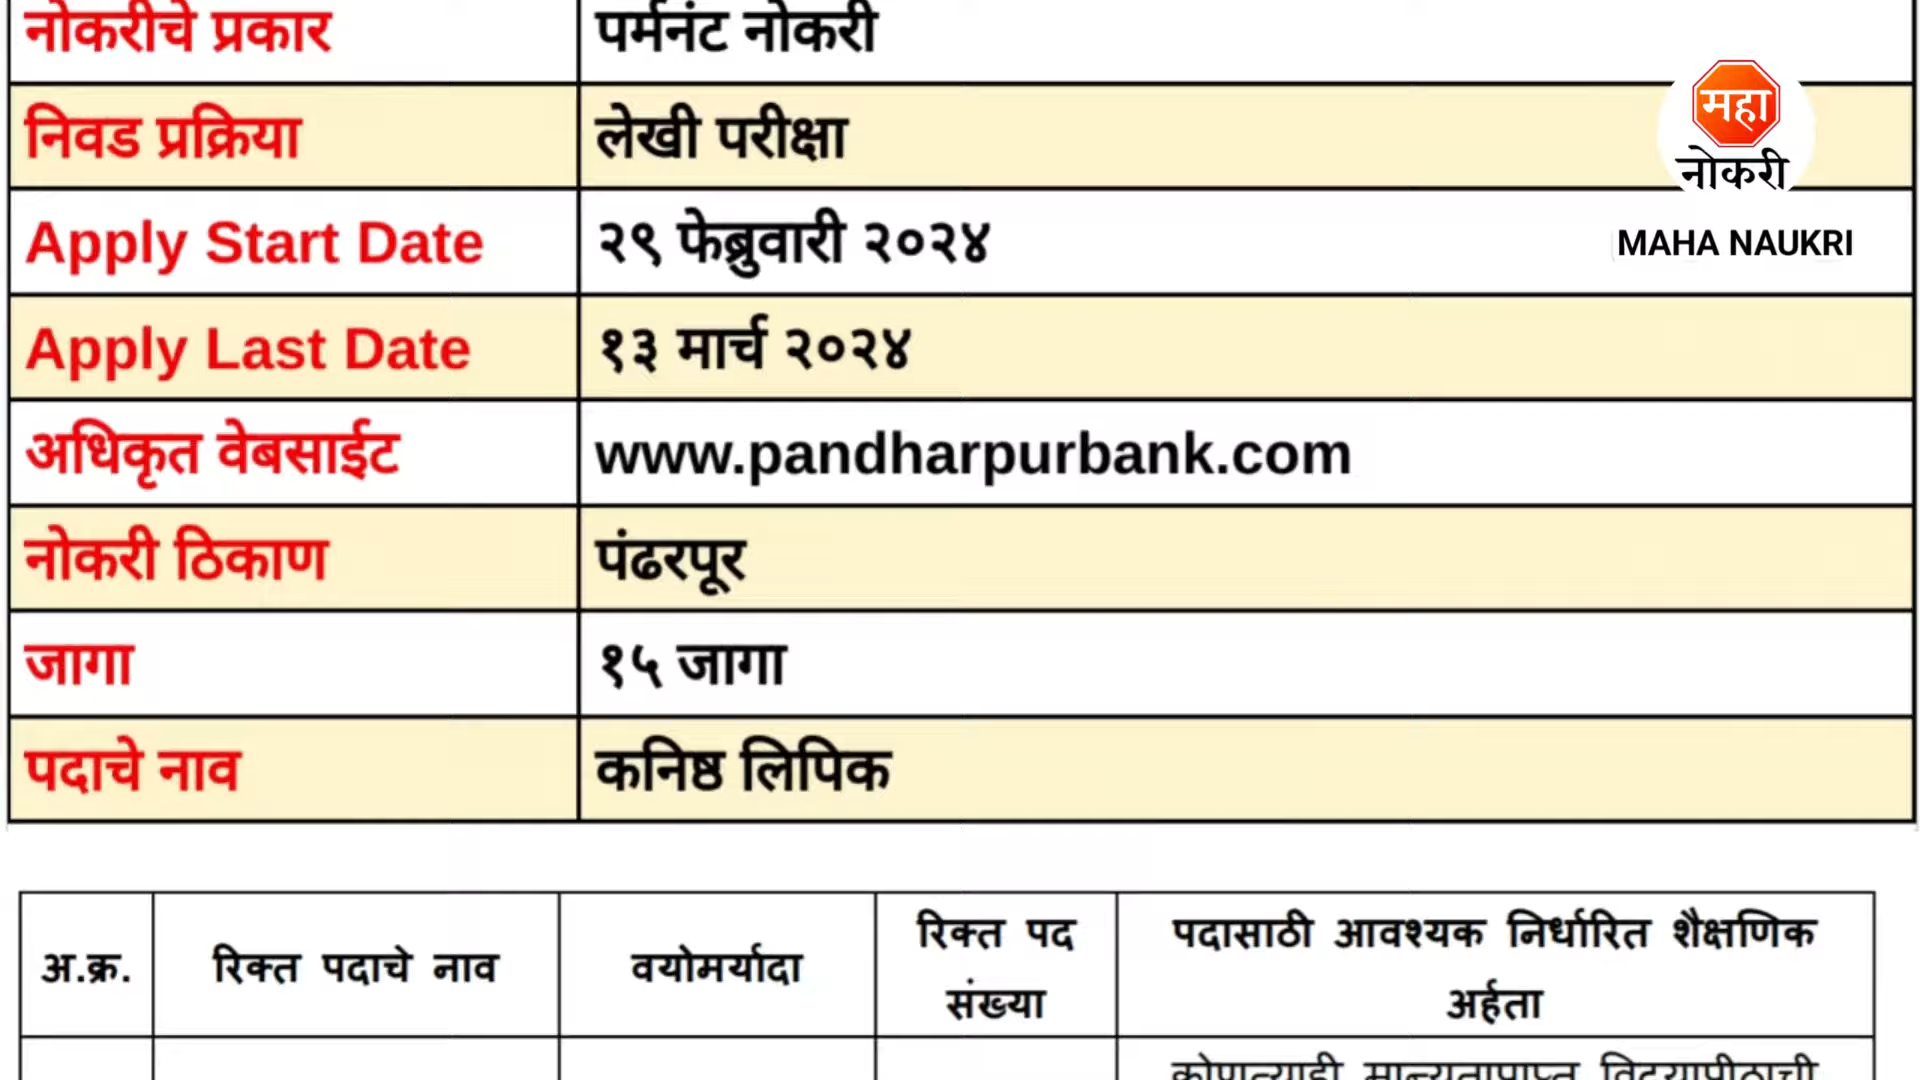 नोकरीचे प्रकार पर्मनंट नोकरी
निवड प्रक्रिया लेखी परीक्षा
महा
नोकरी
Apply Start Date २९ फेब्रुवारी २०२४
MAHA NAUKRI
Apply Last Date १३ मार्च २०२४
अधिकृत वेबसाईट www.pandharpurbank.com
नोकरी ठिकाण पंढरपूर
जागा १५ जागा
पदाचे नाव कनिष्ठ लिपिक
अ.क्र. रिक्त पदाचे नाव वयोमर्यादा रिक्त पद संख्या पदासाठी आवश्यक निर्धारित शैक्षणिक अर्हता
कोणत्याही मान्यताप्राप्त विद्यापीठाची